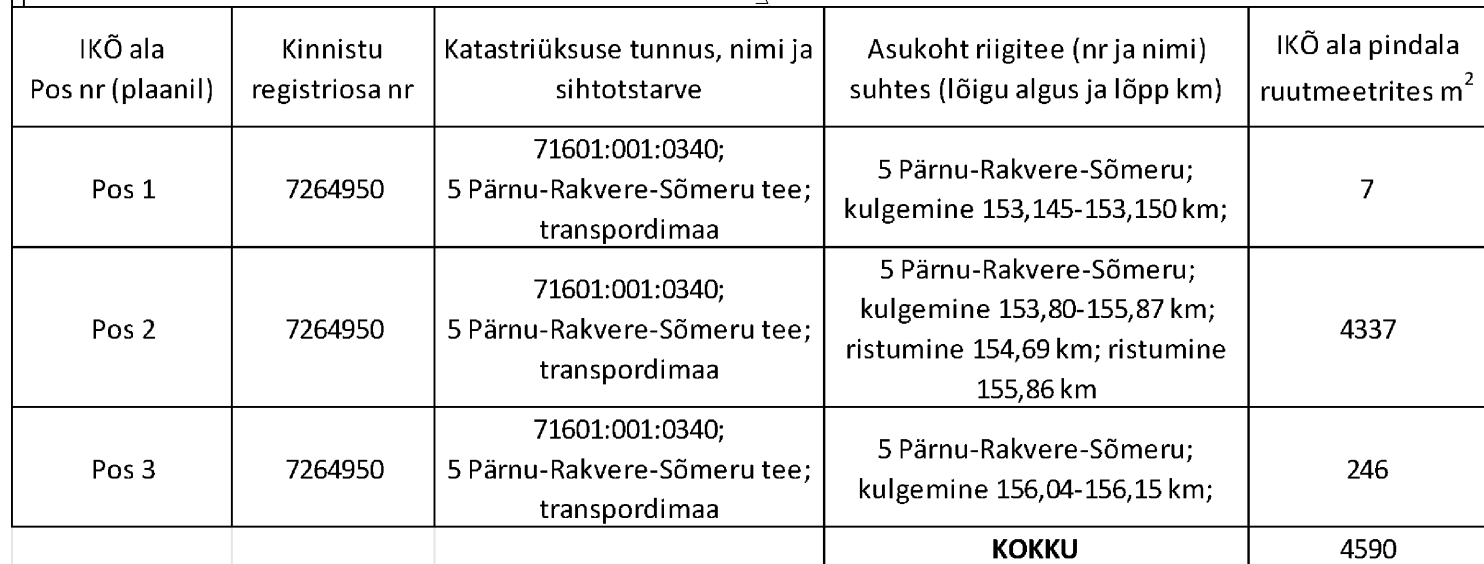 IKÕ ala
Pos nr (plaanil)
Kinnistu
registriosa nr
Katastriüksuse tunnus, nimi ja
sihtotstarve
Asukoht riigitee (nr ja nimi)
suhtes (lõigu algus ja lõpp km)
IKÕ ala pindala
ruutmeetrites m²
Pos 1
7264950
71601:001:0340;
5 Pärnu-Rakvere-Sõmeru tee;
transpordimaa
5 Pärnu-Rakvere-Sõmeru;
kulgemine 153,145-153,150 km;
7
Pos 2
7264950
71601:001:0340;
5 Pärnu-Rakvere-Sõmeru tee;
transpordimaa
5 Pärnu-Rakvere-Sõmeru;
kulgemine 153,80-155,87 km;
ristumine 154,69 km; ristumine
155,86 km
4337
Pos 3
7264950
71601:001:0340;
5 Pärnu-Rakvere-Sõmeru tee;
transpordimaa
5 Pärnu-Rakvere-Sõmeru;
kulgemine 156,04-156,15 km;
246
KOKKU
4590